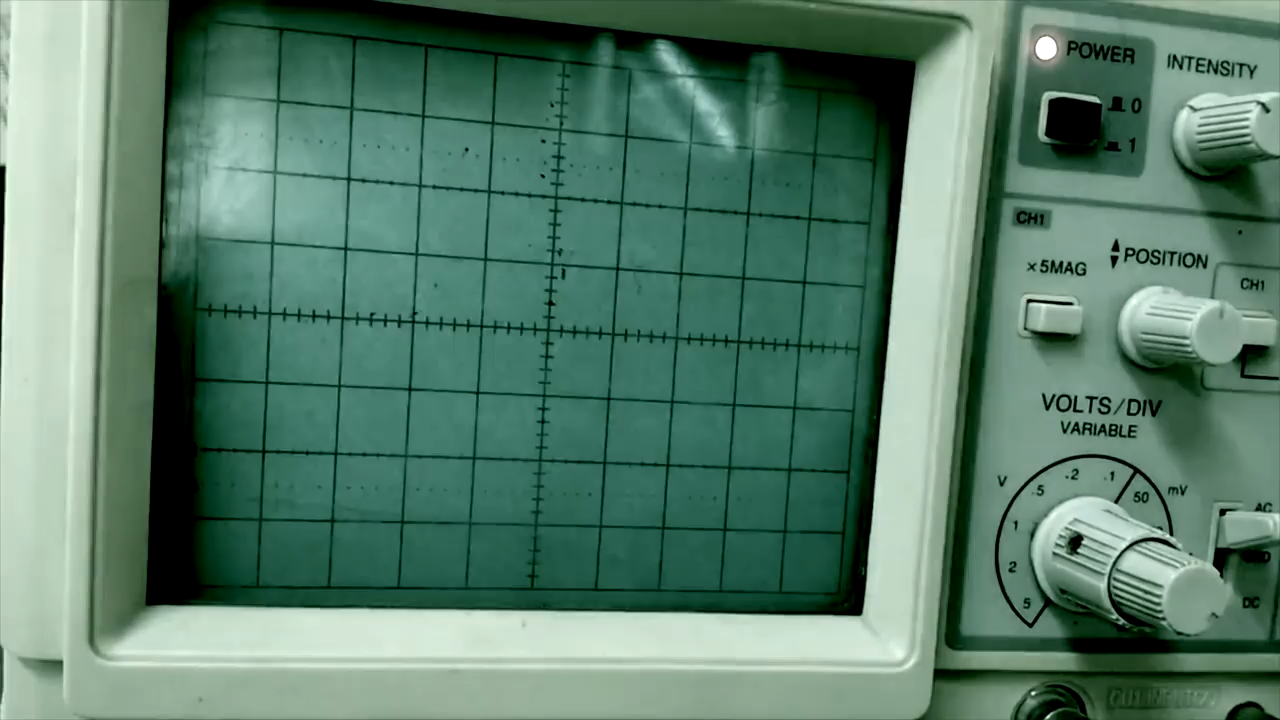 POWER
INTENSITY
0
1
CH1
×5MAG
POSITION
CH1
VOLTS/DIV
VARIABLE
V
.5
.2
.1
50
mV
1
2
5
AC
DC